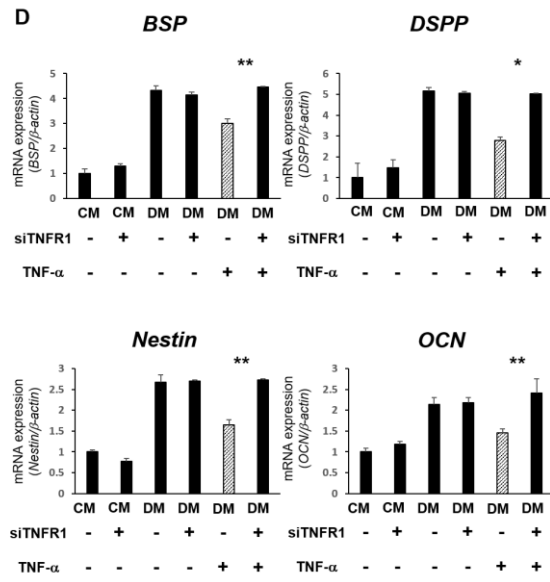 D
BSP
**
mRNA expression
(BSP/β-actin)
5
4
3
2
1
0
CM CM DM DM DM DM
siTNFR1 - + - - - +
TNF-α + +
DSPP
*
mRNA expression
(DSPP/β-actin)
6
5
4
3
2
1
0
CM CM DM DM DM DM
- + - + - +
- - - - + +
Nestin
**
mRNA expression
(Nestin/β-actin)
3
2.5
2
1.5
1
0.5
0
CM CM DM DM DM DM
siTNFR1 - + - + - +
TNF-α - - - - + +
OCN
**
mRNA expression
(OCN/β-actin)
3
2.5
2
1.5
1
0.5
0
CM CM DM DM DM DM
- + - + - +
- - - - + +